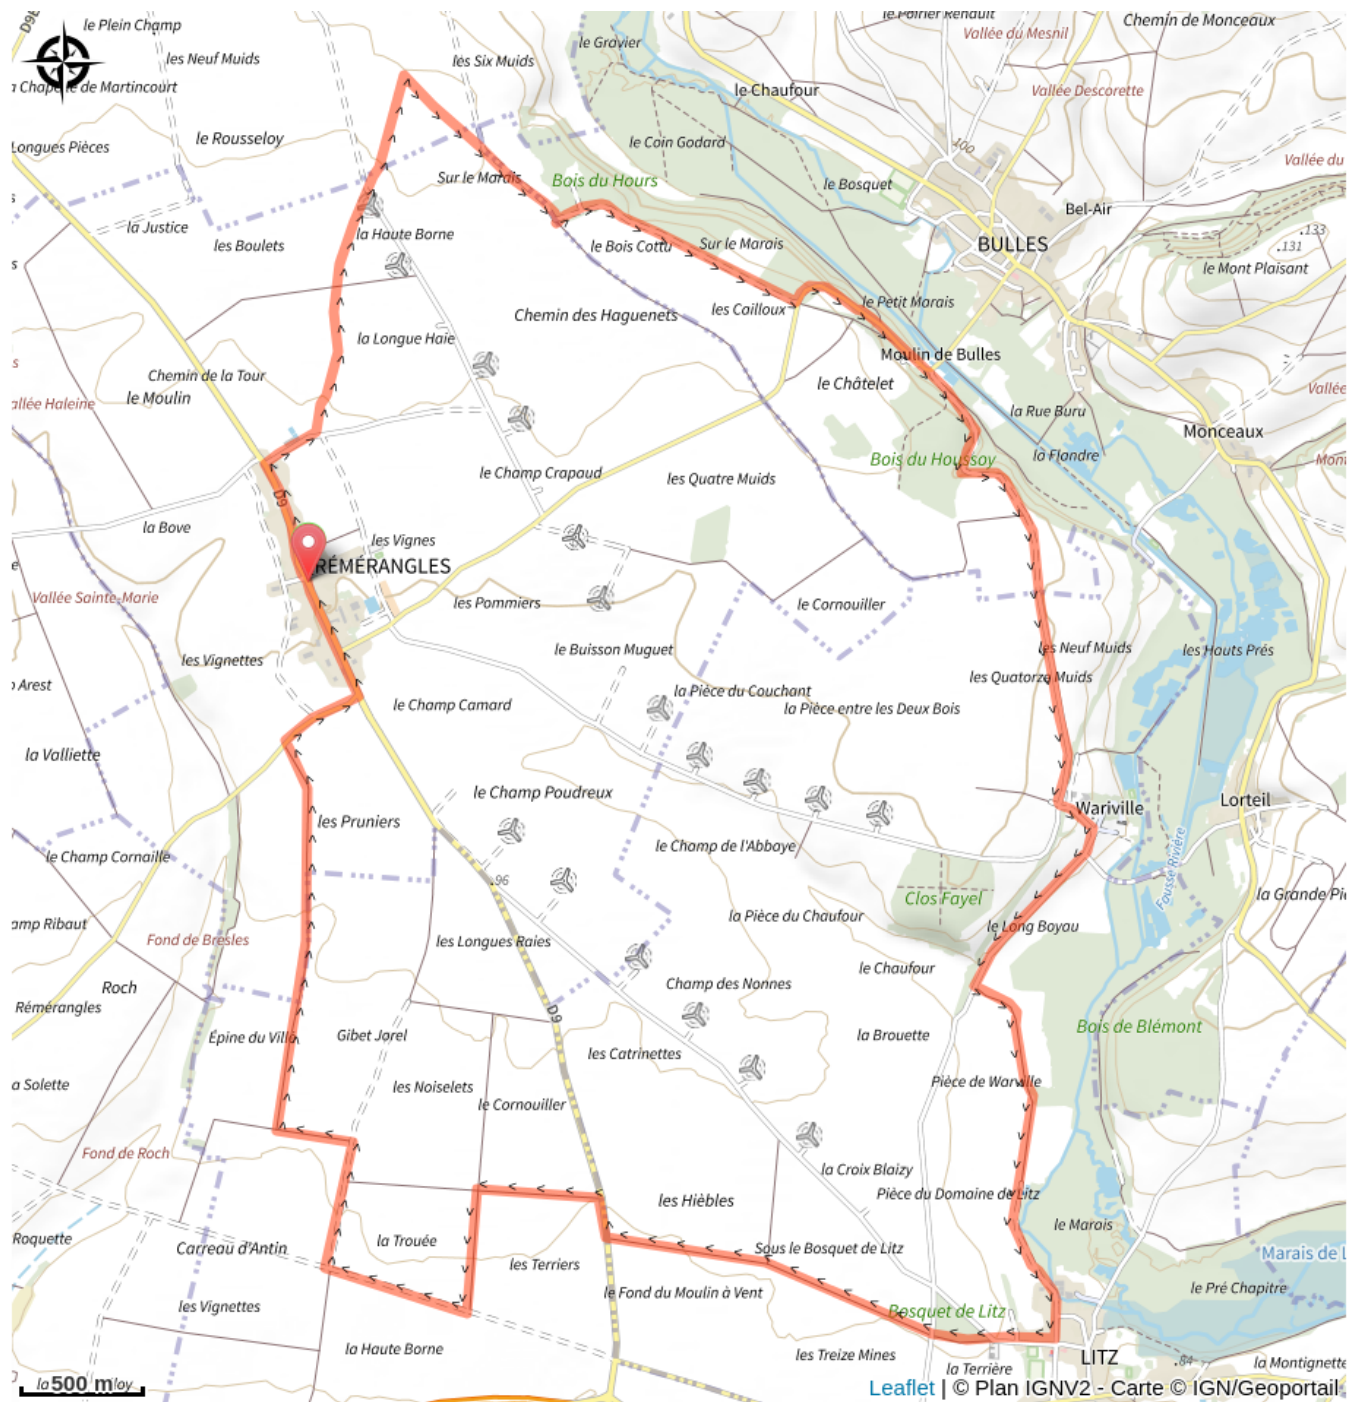 D9E
le Plein Champ
le Poirier Renault
Chemin de Monceaux
Vallée du Mesnil
le Gravier
les Neuf Muids
les Six Muids
la Chapelle de Martincourt
le Chaufour
Vallée Descorette
le Rousseloy
Longues Pièces
le Coin Godard
100
Vallée du
Sur le Marais
Bois du Hours
le Bosquet
Bel-Air
la Justice
les Boulets
la Haute Borne
le Bois Cottu
Sur le Marais
BULLES
133
131
le Mont Plaisant
les Cailloux
le Petit Marais
Chemin des Haguenets
la Longue Haie
Moulin de Bulles
Chemin de la Tour
le Moulin
le Châtelet
Vallée
allée Haleine
la Rue Buru
Monceaux
Bois du Houssoy
la Flandre
Mont
le Champ Crapaud
les Quatre Muids
D9
la Bove
les Vignes
RÉMÉRANGLES
Vallée Sainte-Marie
les Pommiers
le Cornouiller
les Vignettes
le Buisson Muguet
les Neuf Muids
les Hauts Prés
Arest
les Quatorze Muids
la Pièce du Couchant
le Champ Camard
la Pièce entre les Deux Bois
la Valliette
le Champ Poudreux
Wariville
Lorteil
les Pruniers
le Champ Cornaille
le Champ de l'Abbaye
Fausse Rivière
96
Clos Fayel
la Grande Pi
amp Ribaut
la Pièce du Chaufour
le Long Boyau
Fond de Bresles
les Longues Raies
le Chaufour
Roch
Champ des Nonnes
Rémérangles
D9
Bois de Blémont
Épine du Villa
Gibet Jorel
la Brouette
les Catrinettes
a Solette
les Noiselets
Pièce de Warville
le Cornouiller
Fond de Roch
la Croix Blaizy
les Hièbles
Pièce du Domaine de Litz
le Marais
Roquette
Carreau d'Antin
la Trouée
Sous le Bosquet de Litz
Marais de L
les Terriers
les Vignettes
le Fond du Moulin à Vent
le Pré Chapitre
Bosquet de Litz
la Haute Borne
les Treize Mines
LITZ
84
la Montignette
la Terrière
500 m
Leaflet | © Plan IGNV2 - Carte © IGN/Geoportail